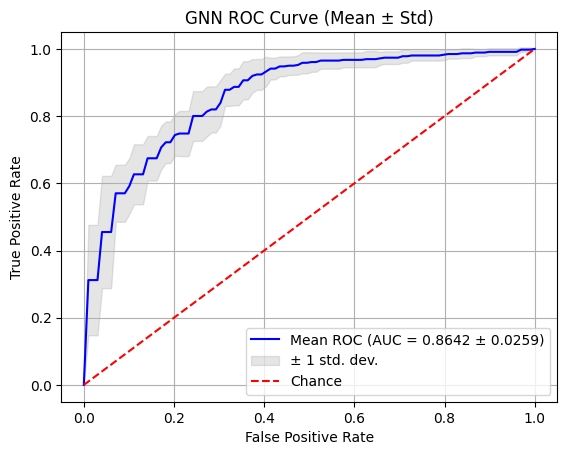 GNN ROC Curve (Mean ± Std)
True Positive Rate
1.0
0.8
0.6
0.4
0.2
0.0
Mean ROC (AUC = 0.8642 ± 0.0259)
± 1 std. dev.
Chance
0.0 0.2 0.4 0.6 0.8 1.0
False Positive Rate